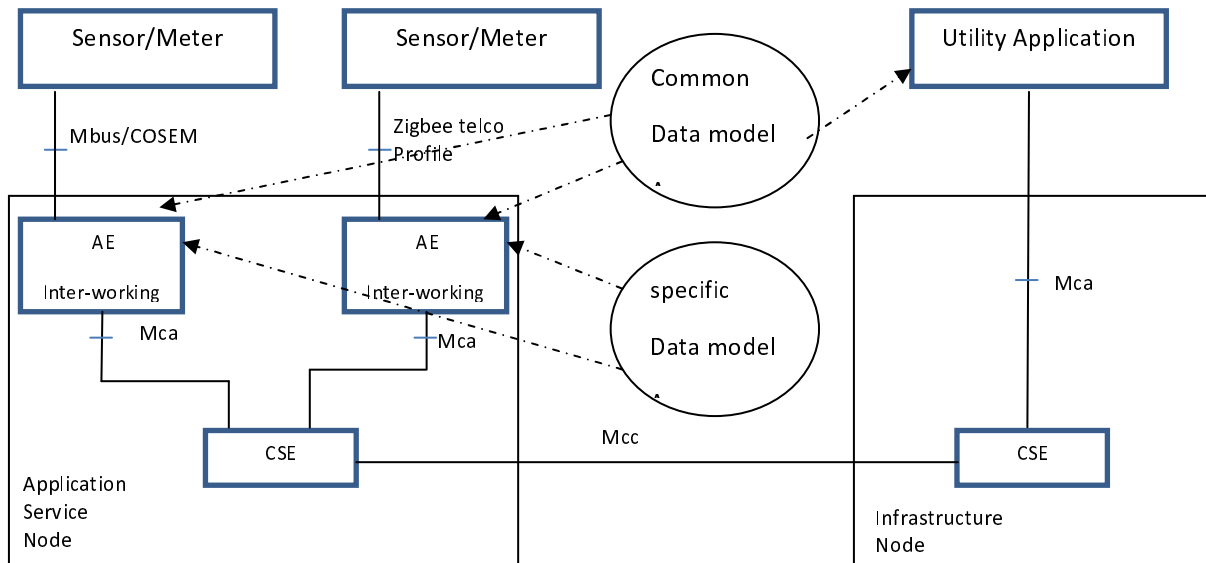 Sensor/Meter
Sensor/Meter
Utility Application
Common
Data model
Mbus/COSEM
Zigbee telco
Profile
AE
Inter-working
AE
Inter-working
specific
Data model
Mca
Mca
Mca
Mcc
CSE
CSE
Application
Service
Node
Infrastructure
Node